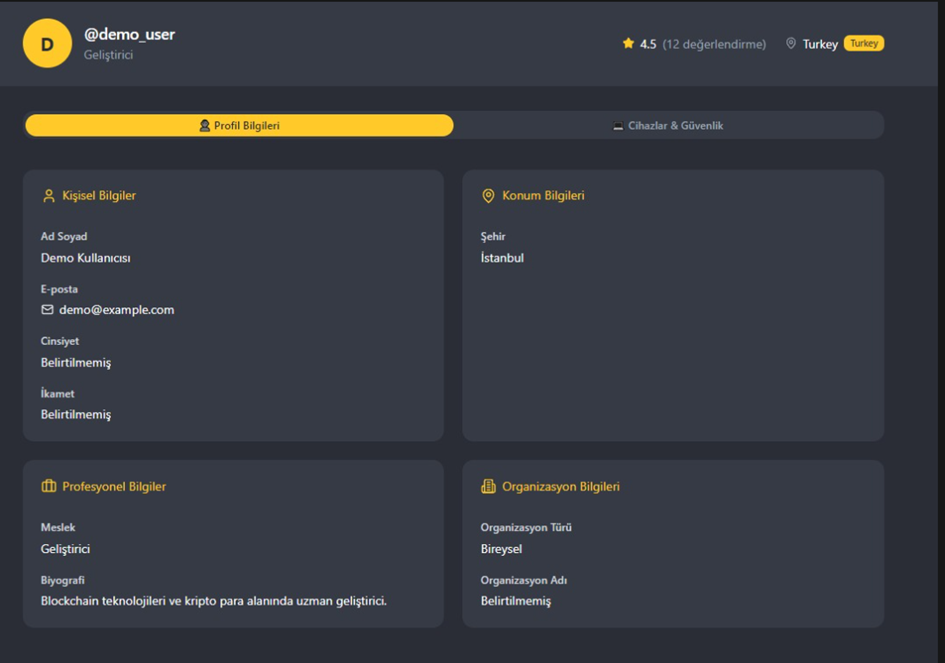 D
@demo_user
Geliştirici
4.5 (12 değerlendirme)
Turkey
Turkey
Profil Bilgileri
Cihazlar & Güvenlik
Kişisel Bilgiler
Ad Soyad
Demo Kullanıcısı
E-posta
demo@example.com
Cinsiyet
Belirtilmemiş
İkamet
Belirtilmemiş
Konum Bilgileri
Şehir
İstanbul
Profesyonel Bilgiler
Meslek
Geliştirici
Biyografi
Blockchain teknolojileri ve kripto para alanında uzman geliştirici.
Organizasyon Bilgileri
Organizasyon Türü
Bireysel
Organizasyon Adı
Belirtilmemiş